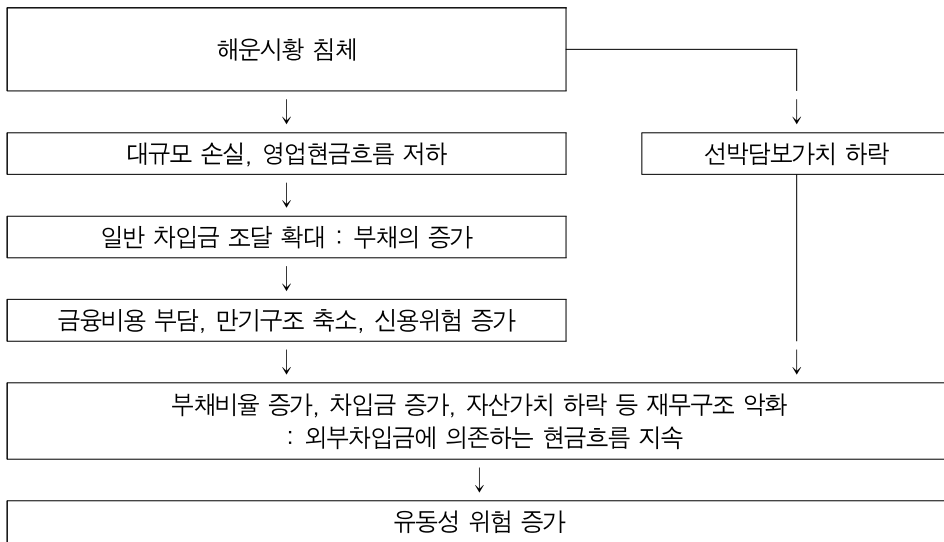 해운시황 침체
대규모 손실, 영업현금흐름 저하
선박담보가치 하락
일반 차입금 조달 확대 : 부채의 증가
금융비용 부담, 만기구조 축소, 신용위험 증가
부채비율 증가, 차입금 증가, 자산가치 하락 등 재무구조 악화
: 외부차입금에 의존하는 현금흐름 지속
유동성 위험 증가